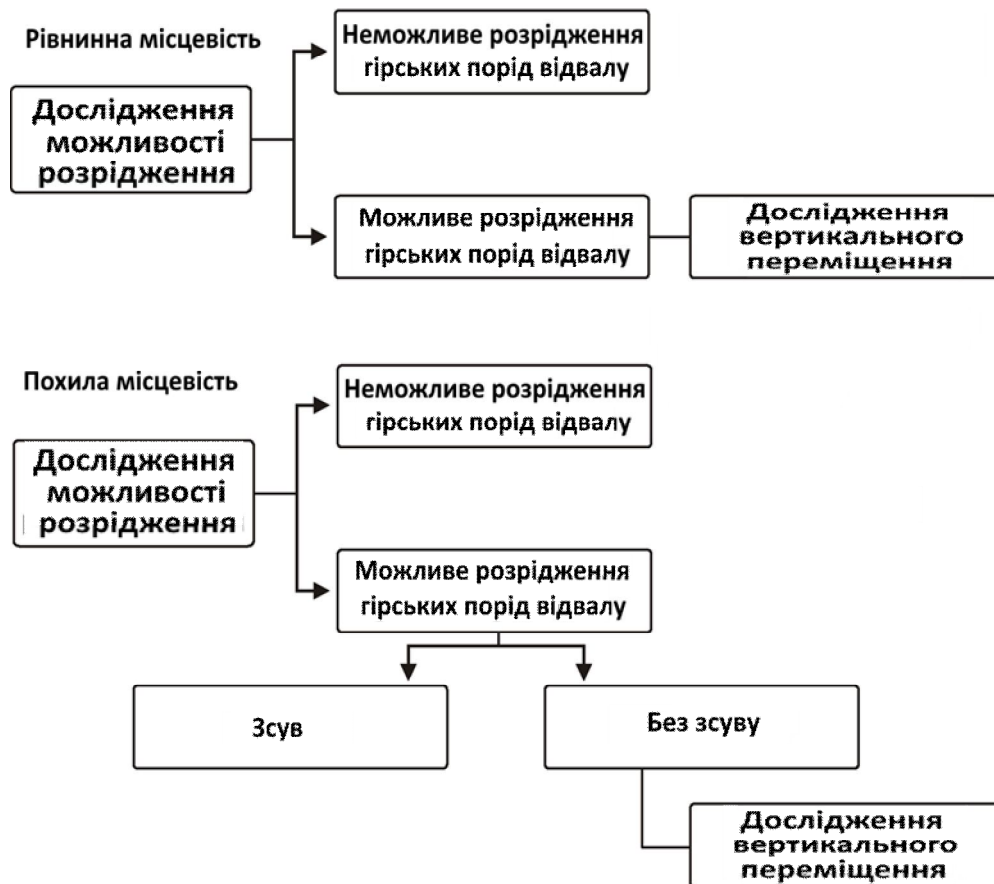 Рівнинна місцевість
Неможливе розрідження
гірських порід відвалу
Дослідження
можливості
розрідження
Можливе розрідження
гірських порід відвалу
Дослідження
вертикального
переміщення
Похила місцевість
Неможливе розрідження
гірських порід відвалу
Дослідження
можливості
розрідження
Можливе розрідження
гірських порід відвалу
Зсув
Без зсуву
Дослідження
вертикального
переміщення